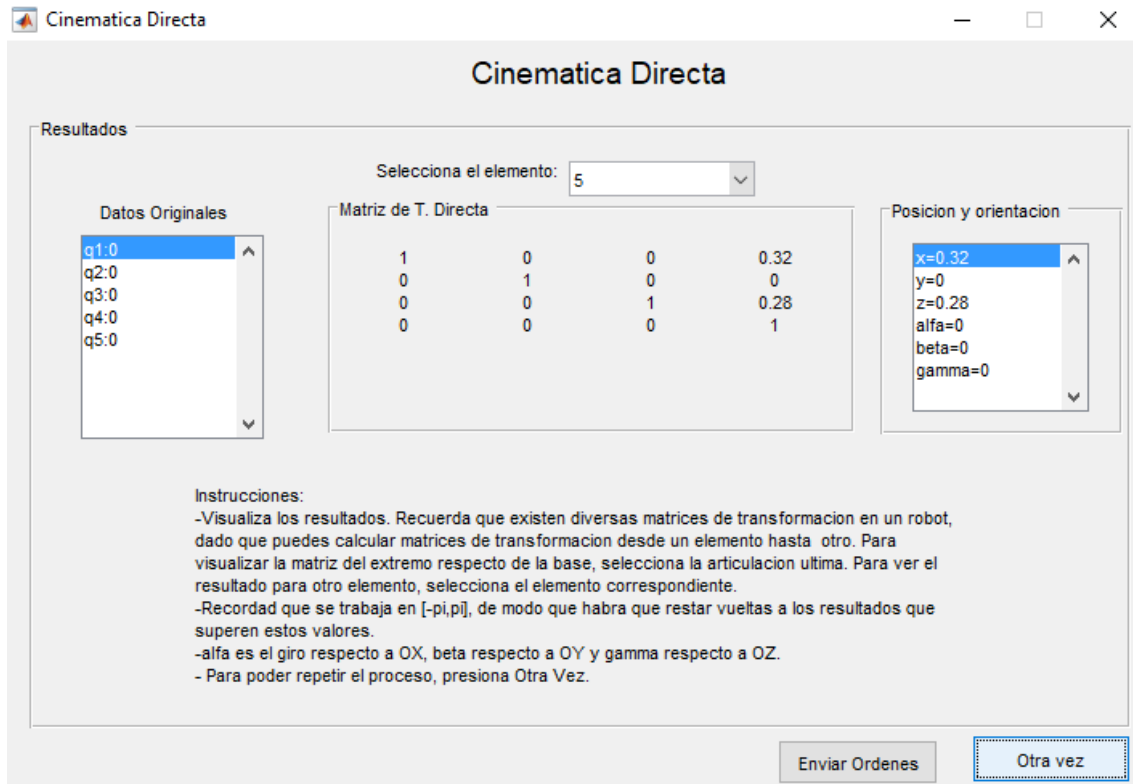 Cinematica Directa
Cinematica Directa
Resultados
Selecciona el elemento: 5
Datos Originales
q1:0
q2:0
q3:0
q4:0
q5:0
Matriz de T. Directa
1 0 0 0.32
0 1 0 0
0 0 1 0.28
0 0 0 1
Posicion y orientacion
x=0.32
y=0
z=0.28
alfa=0
beta=0
gamma=0
Instrucciones:
-Visualiza los resultados. Recuerda que existen diversas matrices de transformacion en un robot,
dado que puedes calcular matrices de transformacion desde un elemento hasta otro. Para
visualizar la matriz del extremo respecto de la base, selecciona la articulacion ultima. Para ver el
resultado para otro elemento, selecciona el elemento correspondiente.
-Recordad que se trabaja en [-pi,pi], de modo que habra que restar vueltas a los resultados que
superen estos valores.
-alfa es el giro respecto a OX, beta respecto a OY y gamma respecto a OZ.
- Para poder repetir el proceso, presiona Otra Vez.
Enviar Ordenes
Otra vez